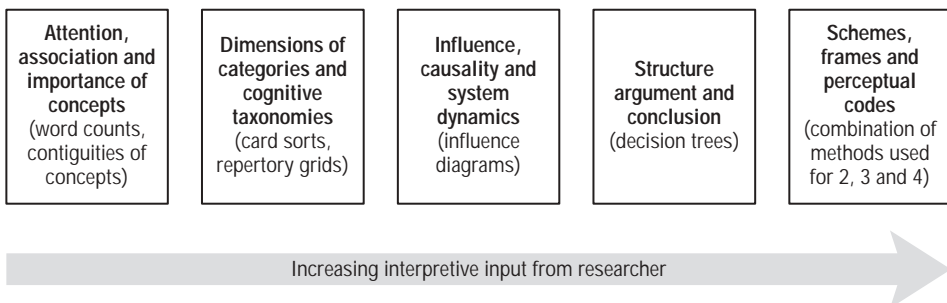 Attention,
association and
importance of
concepts
(word counts,
contiguities of
concepts)
Dimensions of
categories and
cognitive
taxonomies
(card sorts,
repertory grids)
Influence,
causality and
system
dynamics
(influence
diagrams)
Structure
argument and
conclusion
(decision trees)
Schemes,
frames and
perceptual
codes
(combination of
methods used
for 2, 3 and 4)
Increasing interpretive input from researcher